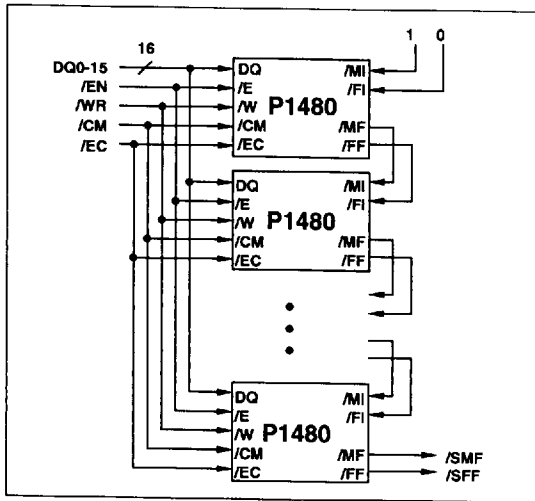 1 0
16
DQ0-15
/EN
/WR
/CM
/EC
DQ
/E
/W
/CM
/EC
P1480
/MI
/FI
/MF
/FF
DQ
/E
/W
/CM
/EC
P1480
/MI
/FI
/MF
/FF
DQ
/E
/W
/CM
/EC
P1480
/MI
/FI
/MF
/FF
/SMF
/SFF